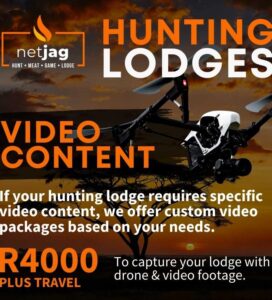 netjag
HUNT • MEAT • GAME • LODGE
HUNTING
LODGES
VIDEO
CONTENT
If your hunting lodge requires specific
video content, we offer custom video
packages based on your needs.
R4000
PLUS TRAVEL
To capture your lodge with
drone & video footage.